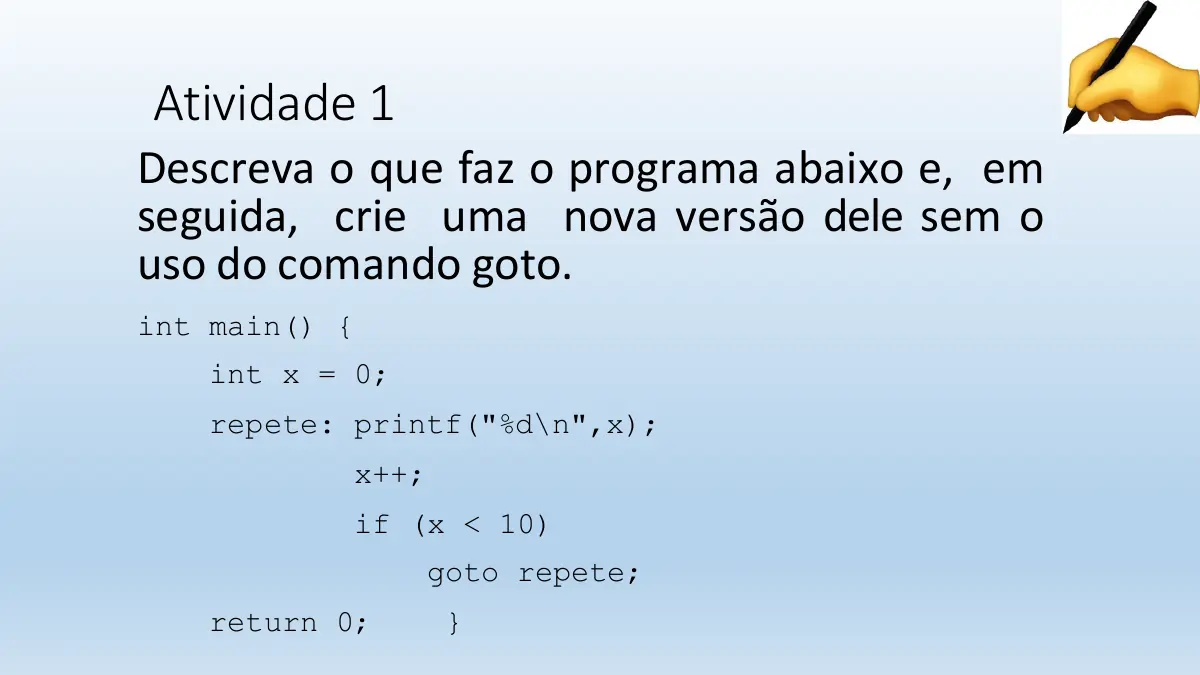 Atividade 1
Descreva o que faz o programa abaixo e, em
seguida, crie uma nova versão dele sem o
uso do comando goto.
int main() {
int x = 0;
repete: printf("%d\n",x);
x++;
if (x < 10)
goto repete;
return 0; }